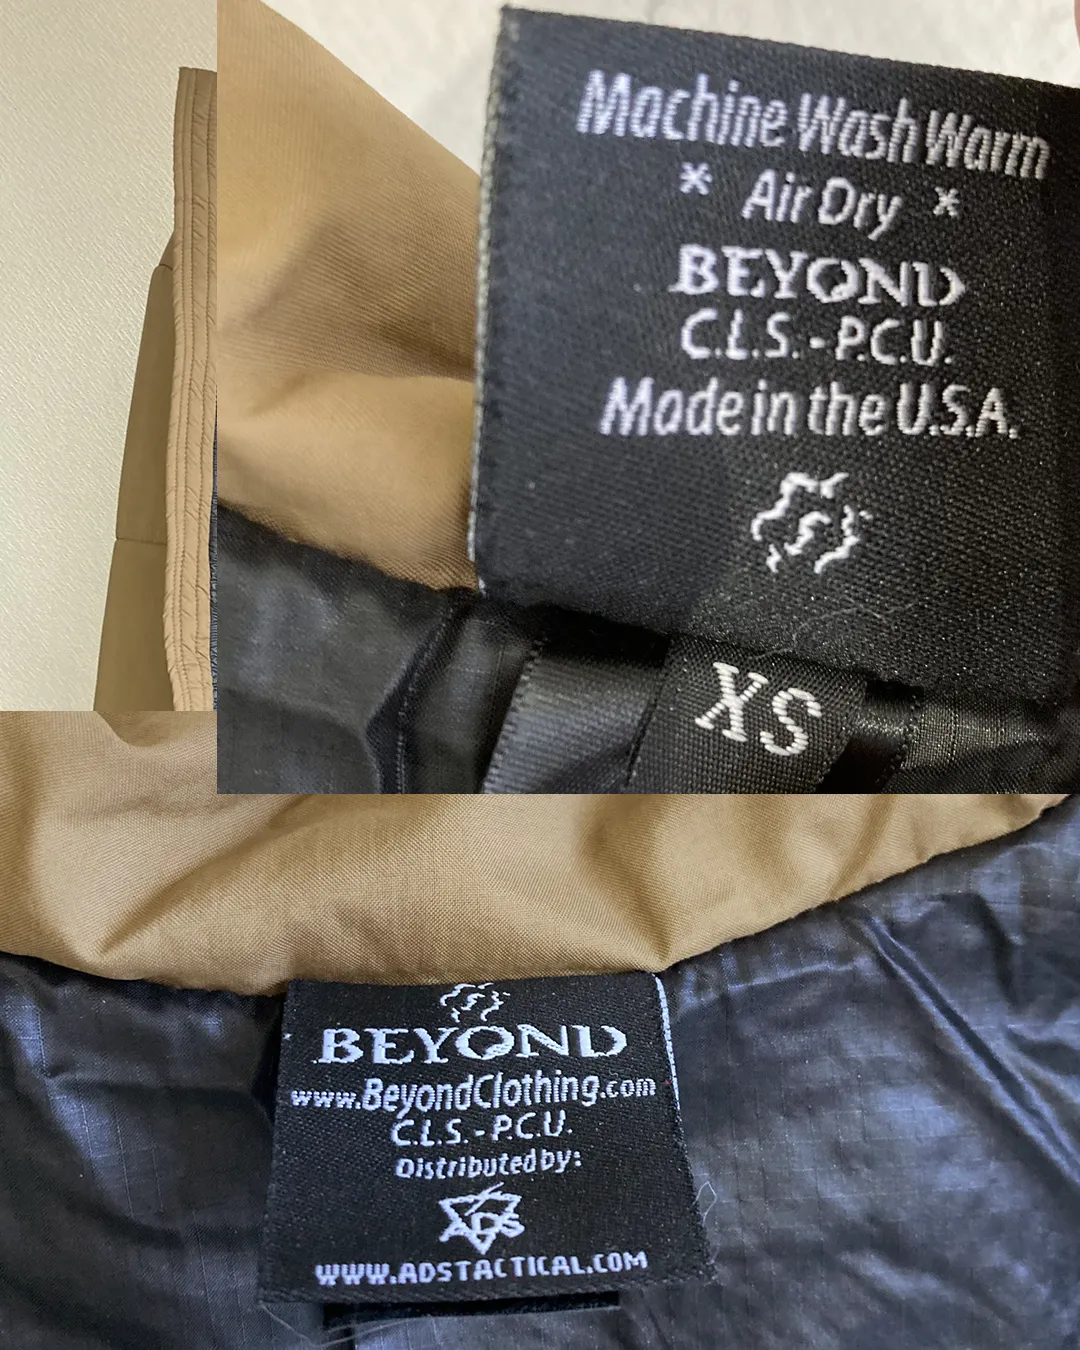 Machine Wash Warm
* Air Dry *
BEYOND
C.L.S.-P.C.U.
Made in the U.S.A.
XS
BEYOND
www.BeyondClothing.com
C.L.S.-P.C.U.
Distributed by:
ADS
WWW.ADSTACTICAL.COM